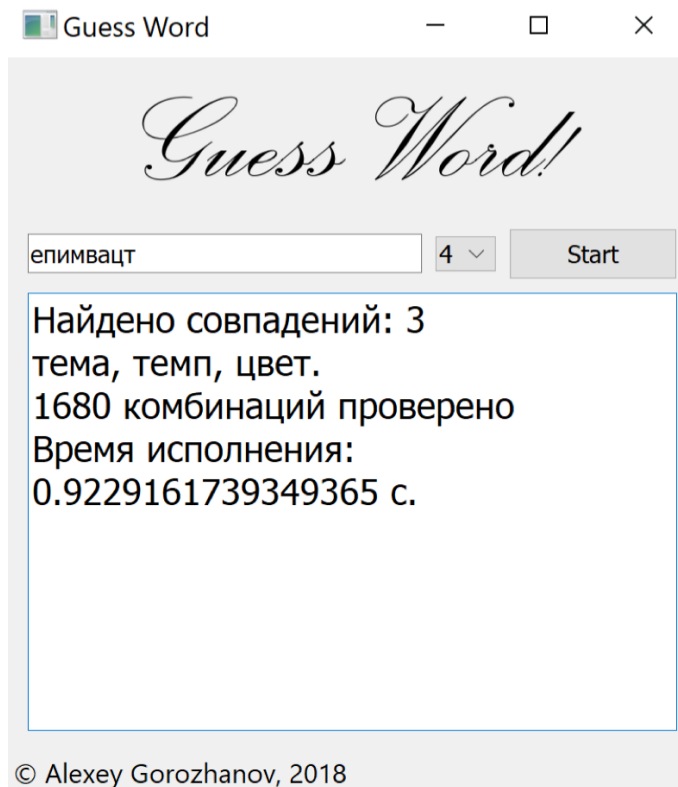 Guess Word
Guess Word!
епимвацт 4 Start
Найдено совпадений: 3
тема, темп, цвет.
1680 комбинаций проверено
Время исполнения:
0.9229161739349365 с.
© Alexey Gorozhanov, 2018